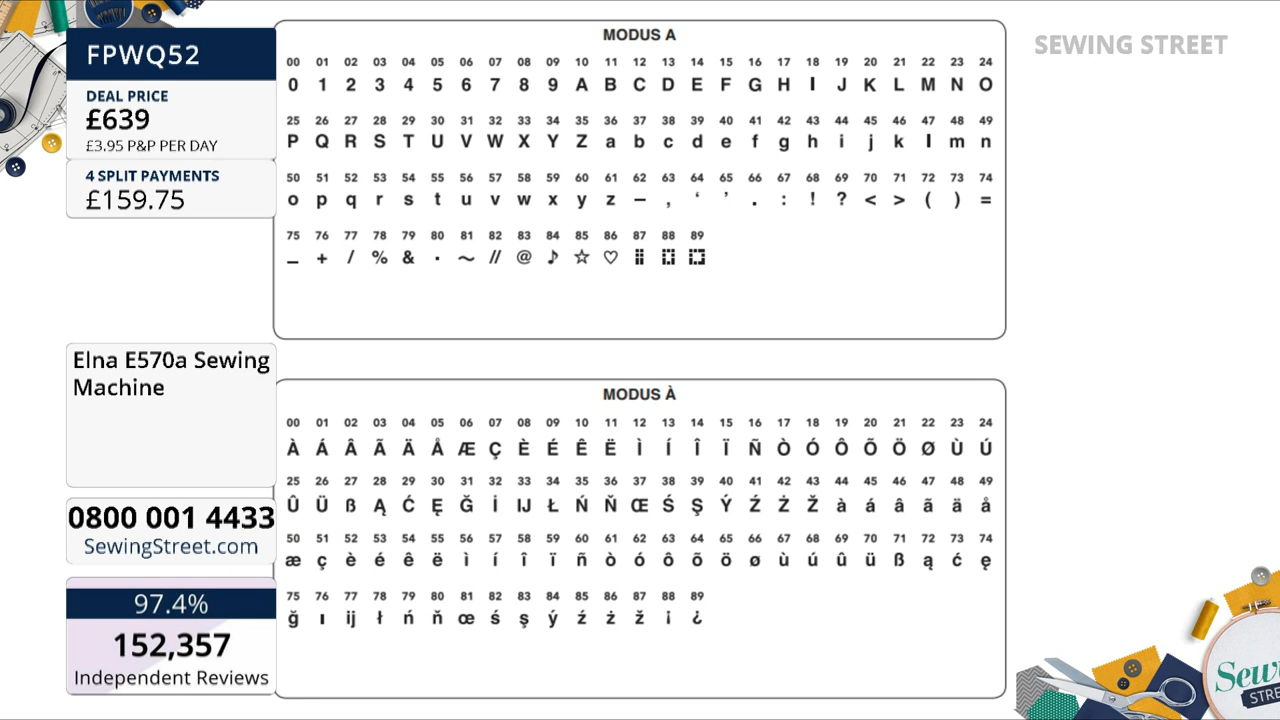 FPWQ52
DEAL PRICE
£639
£3.95 P&P PER DAY
4 SPLIT PAYMENTS
£159.75
Elna E570a Sewing
Machine
0800 001 4433
SewingStreet.com
97.4%
152,357
Independent Reviews
MODUS A
00 01 02 03 04 05 06 07 08 09 10 11 12 13 14 15 16 17 18 19 20 21 22 23 24
0 1 2 3 4 5 6 7 8 9 A B C D E F G H I J K L M N O
25 26 27 28 29 30 31 32 33 34 35 36 37 38 39 40 41 42 43 44 45 46 47 48 49
P Q R S T U V W X Y Z a b c d e f g h i j k l m n
50 51 52 53 54 55 56 57 58 59 60 61 62 63 64 65 66 67 68 69 70 71 72 73 74
o p q r s t u v w x y z – , ‘ ’ . : ! ? < > ( ) =
75 76 77 78 79 80 81 82 83 84 85 86 87 88 89
_ + / % & · ~ // @ ♪ ☆ ♡
MODUS À
00 01 02 03 04 05 06 07 08 09 10 11 12 13 14 15 16 17 18 19 20 21 22 23 24
À Á Â Ã Ä Å Æ Ç È É Ê Ë Ì Í Î Ï Ñ Ò Ó Ô Õ Ö Ø Ù Ú
25 26 27 28 29 30 31 32 33 34 35 36 37 38 39 40 41 42 43 44 45 46 47 48 49
Û Ü ß Ą Ć Ę Ğ İ IJ Ł Ń Ň Œ Ś Ş Ý Ź Ż Ž à á â ã ä å
50 51 52 53 54 55 56 57 58 59 60 61 62 63 64 65 66 67 68 69 70 71 72 73 74
æ ç è é ê ë ì í î ï ñ ò ó ô õ ö ø ù ú û ü ß ą ć ę
75 76 77 78 79 80 81 82 83 84 85 86 87 88 89
ğ ı ij ł ń ň œ ś ş ý ź ż ž ¡ ¿
SEWING STREET